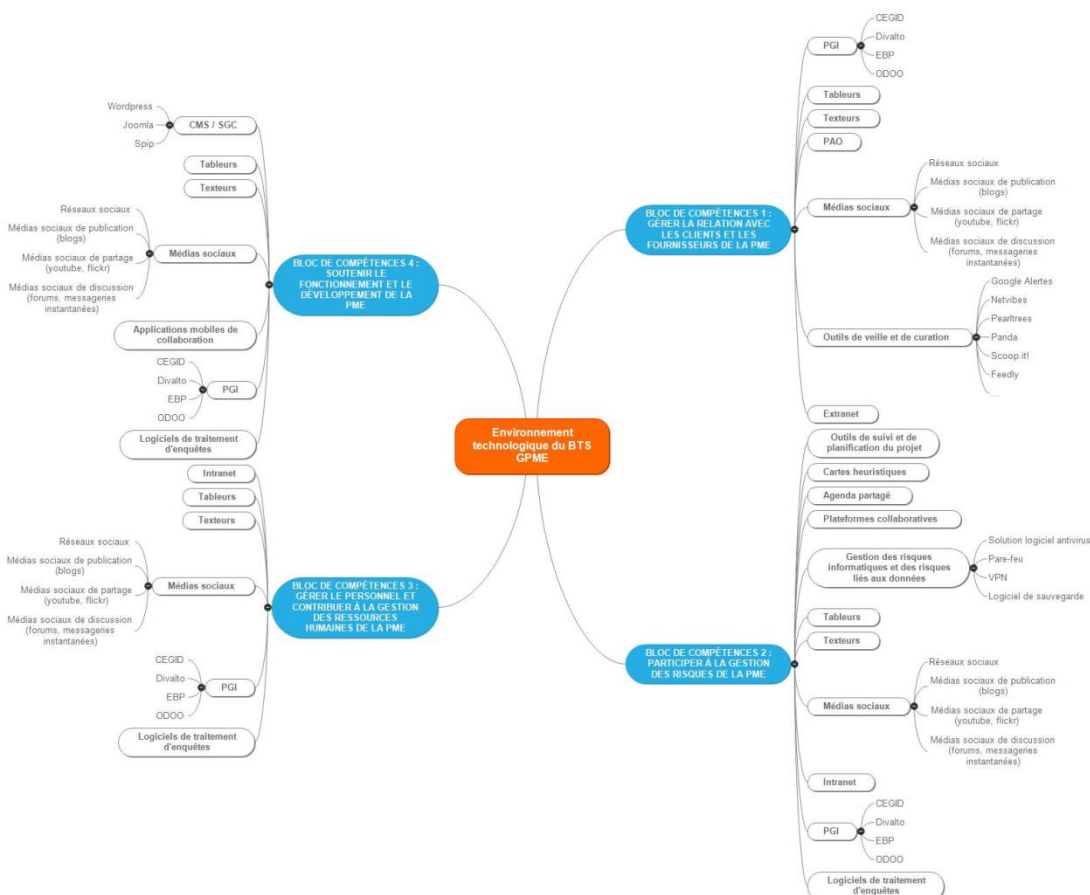 Environnement
technologique du BTS
GPME
BLOC DE COMPÉTENCES 1 :
GÉRER LA RELATION AVEC
LES CLIENTS ET LES
FOURNISSEURS DE LA PME
PGI
CEGID
Divalto
EBP
ODOO
Tableurs
Texteurs
PAO
Médias sociaux
Réseaux sociaux
Médias sociaux de publication
(blogs)
Médias sociaux de partage
(youtube, flickr)
Médias sociaux de discussion
(forums, messageries
instantanées)
Outils de veille et de curation
Google Alertes
Netvibes
Pearltrees
Panda
Scoop.it!
Feedly
...
Extranet
BLOC DE COMPÉTENCES 2 :
PARTICIPER À LA GESTION
DES RISQUES DE LA PME
Outils de suivi et de
planification du projet
Cartes heuristiques
Agenda partagé
Plateformes collaboratives
Gestion des risques
informatiques et des risques
liés aux données
Solution logiciel antivirus
Pare-feu
VPN
Logiciel de sauvegarde
Tableurs
Texteurs
Médias sociaux
Réseaux sociaux
Médias sociaux de publication
(blogs)
Médias sociaux de partage
(youtube, flickr)
Médias sociaux de discussion
(forums, messageries
instantanées)
Intranet
PGI
CEGID
Divalto
EBP
ODOO
Logiciels de traitement
d'enquêtes
BLOC DE COMPÉTENCES 3 :
GÉRER LE PERSONNEL ET
CONTRIBUER À LA GESTION
DES RESSOURCES
HUMAINES DE LA PME
Intranet
Tableurs
Texteurs
Médias sociaux
Réseaux sociaux
Médias sociaux de publication
(blogs)
Médias sociaux de partage
(youtube, flickr)
Médias sociaux de discussion
(forums, messageries
instantanées)
PGI
CEGID
Divalto
EBP
ODOO
Logiciels de traitement
d'enquêtes
BLOC DE COMPÉTENCES 4 :
SOUTENIR LE
FONCTIONNEMENT ET LE
DÉVELOPPEMENT DE LA
PME
CMS / SGC
Wordpress
Joomla
Spip
Tableurs
Texteurs
Médias sociaux
Réseaux sociaux
Médias sociaux de publication
(blogs)
Médias sociaux de partage
(youtube, flickr)
Médias sociaux de discussion
(forums, messageries
instantanées)
Applications mobiles de
collaboration
PGI
CEGID
Divalto
EBP
ODOO
Logiciels de traitement
d'enquêtes